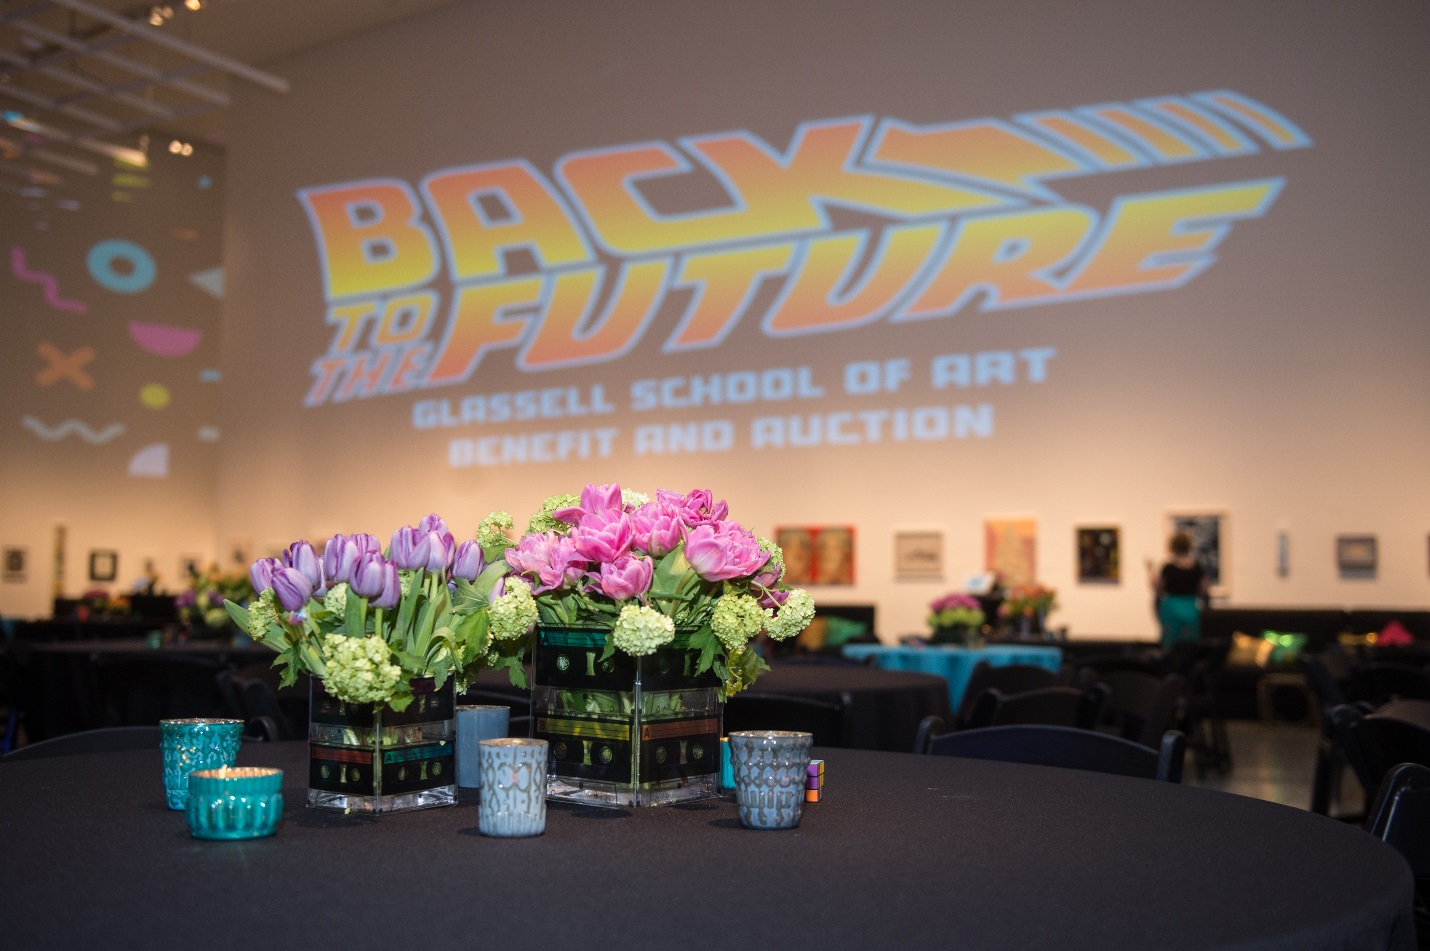 BACK
TO THE FUTURE
GLASSELL SCHOOL OF ART
BENEFIT AND AUCTION
A
A